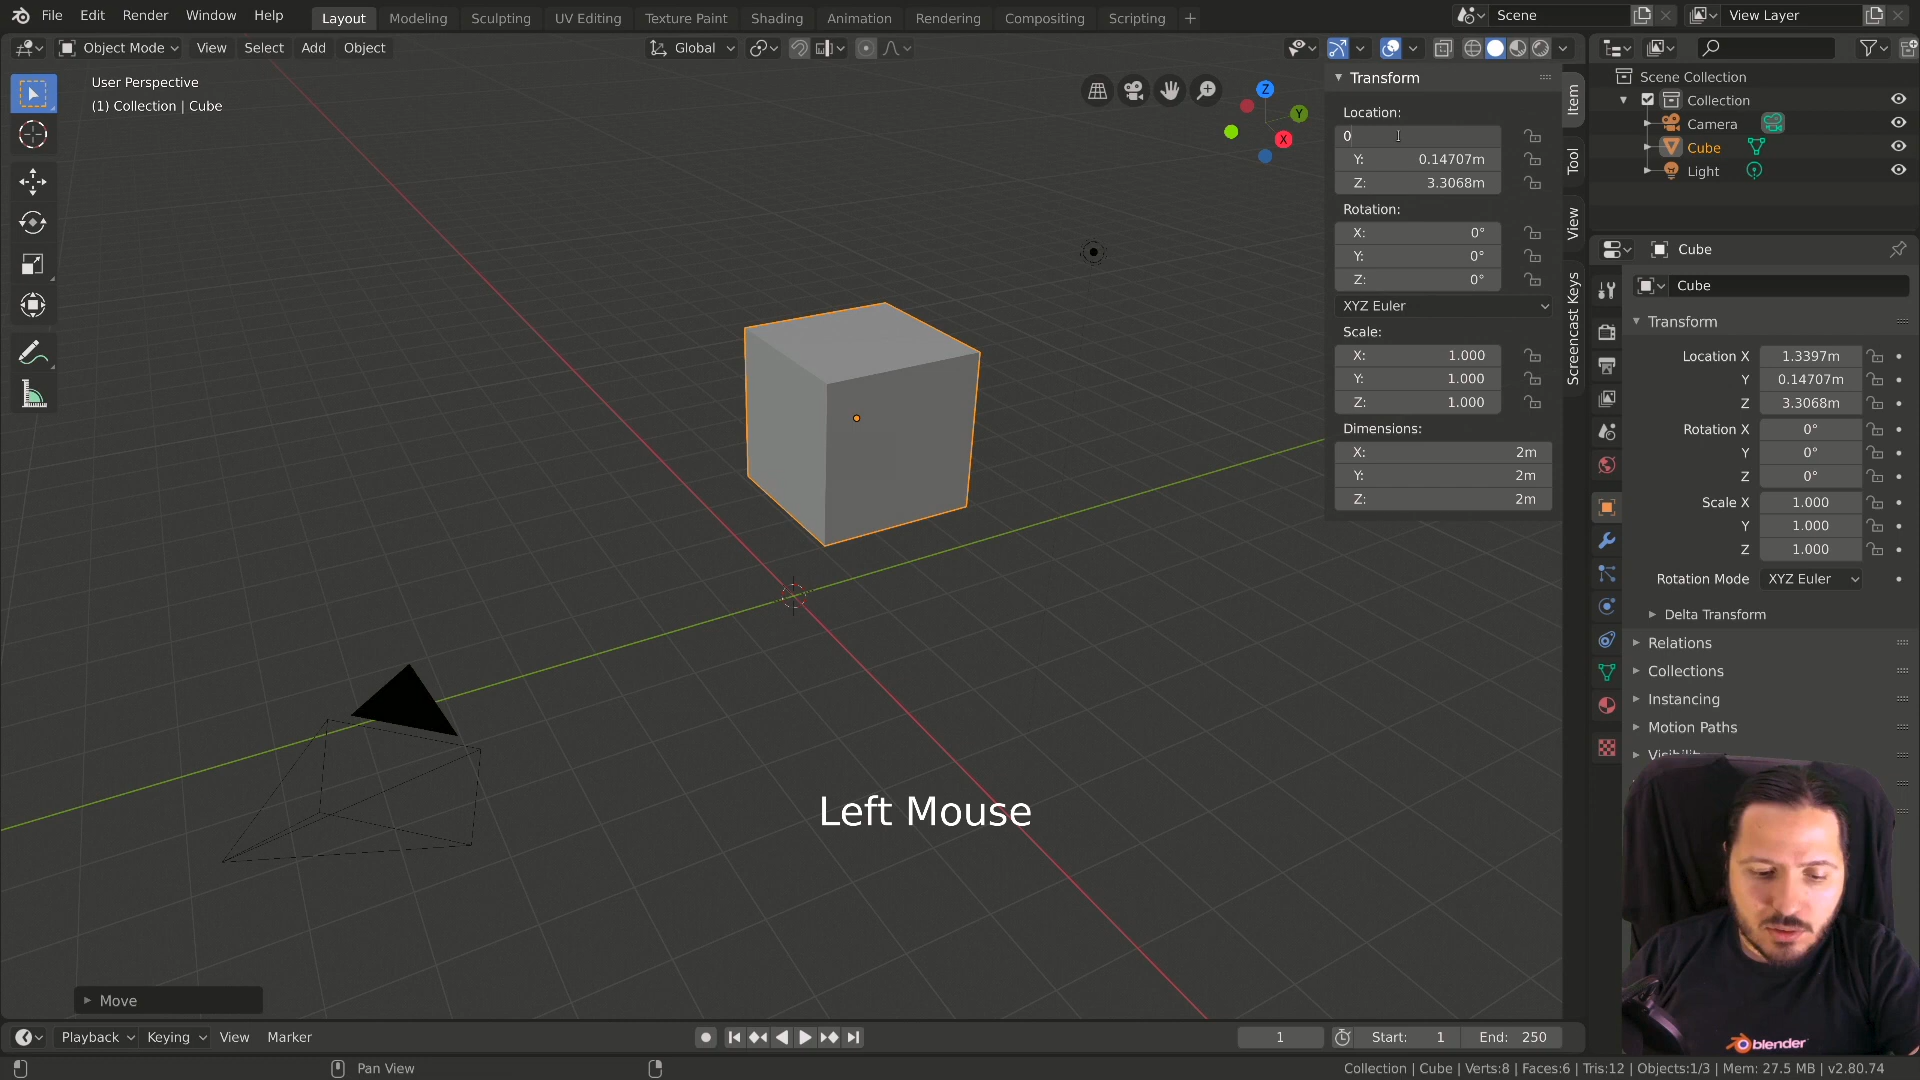 File Edit Render Window Help
Layout Modeling Sculpting UV Editing Texture Paint Shading Animation Rendering Compositing Scripting +
Scene
View Layer
Object Mode View Select Add Object
Global
User Perspective
(1) Collection | Cube
Z
Y
X
Transform
Location:
0
Y: 0.14707m
Z: 3.3068m
Rotation:
X: 0°
Y: 0°
Z: 0°
XYZ Euler
Scale:
X: 1.000
Y: 1.000
Z: 1.000
Dimensions:
X: 2m
Y: 2m
Z: 2m
Item
Tool
View
Screencast Keys
Scene Collection
Collection
Camera
Cube
Light
Cube
Cube
Transform
Location X 1.3397m
Y 0.14707m
Z 3.3068m
Rotation X 0°
Y 0°
Z 0°
Scale X 1.000
Y 1.000
Z 1.000
Rotation Mode XYZ Euler
Delta Transform
Relations
Collections
Instancing
Motion Paths
Left Mouse
Move
blender
Playback Keying View Marker
1
Start: 1
End: 250
Pan View
Collection | Cube | Verts:8 | Faces:6 | Tris:12 | Objects:1/3 | Mem: 27.5 MB | v2.80.74